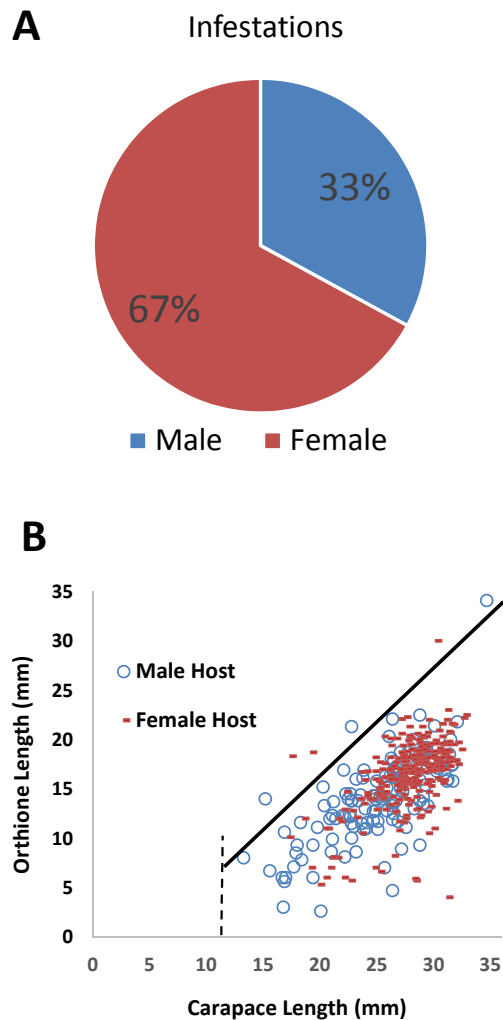 A
Infestations
33%
67%
Male Female
B
Orthione Length (mm)
35
30
25
20
15
10
5
0
Male Host
Female Host
0 5 10 15 20 25 30 35
Carapace Length (mm)